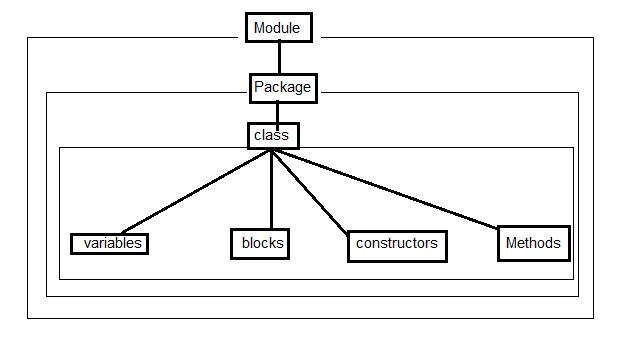 Module
Package
class
variables
blocks
constructors
Methods